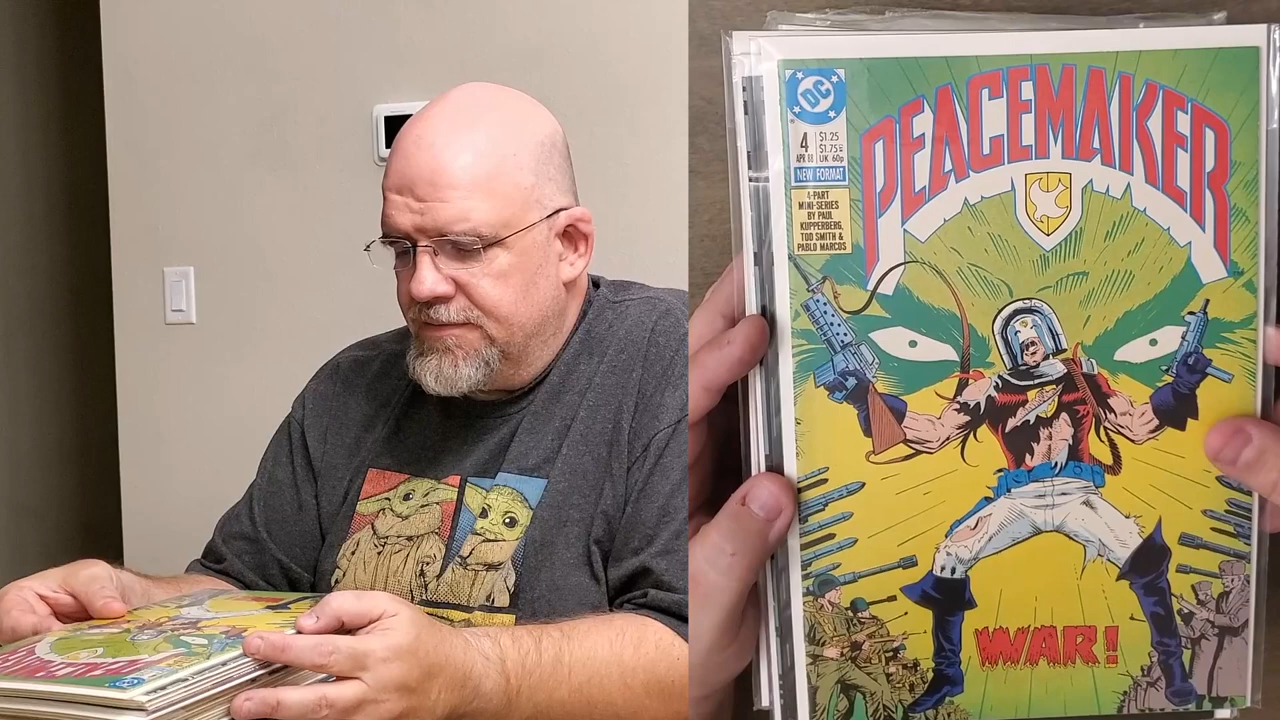 PEACEMAKER
DC
4
APR 88
$1.25
$1.75
UK 60p
NEW FORMAT
4-PART
MINI-SERIES
BY PAUL
KUPPERBERG,
TOD SMITH &
PABLO MARCOS
WAR!